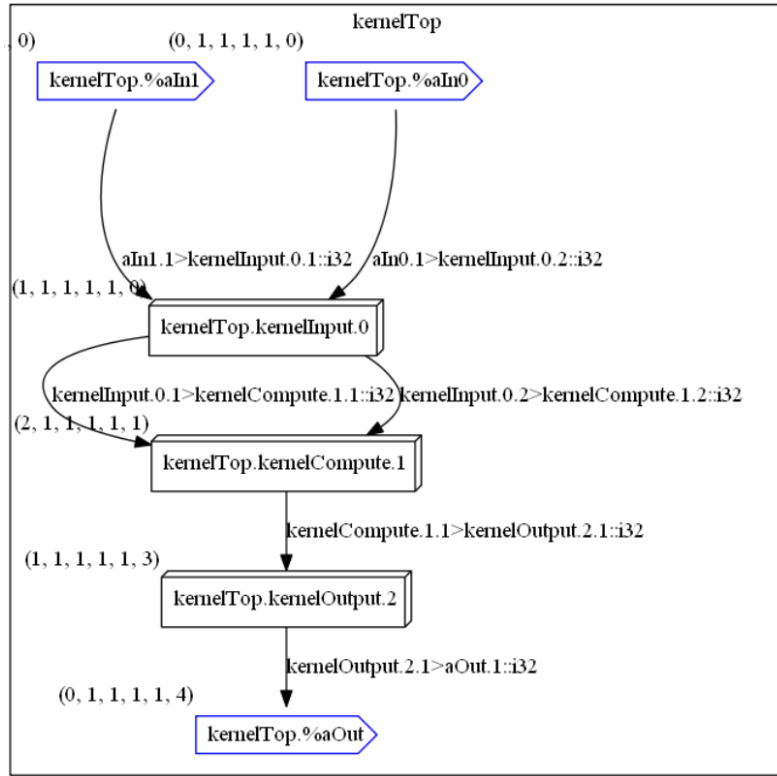 kernelTop
, 0)
(0, 1, 1, 1, 1, 0)
kernelTop.%aIn1
kernelTop.%aIn0
aIn1.1>kernelInput.0.1::i32
aIn0.1>kernelInput.0.2::i32
(1, 1, 1, 1, 1, 0)
kernelTop.kernelInput.0
kernelInput.0.1>kernelCompute.1.1::i32
kernelInput.0.2>kernelCompute.1.2::i32
(2, 1, 1, 1, 1, 1)
kernelTop.kernelCompute.1
kernelCompute.1.1>kernelOutput.2.1::i32
(1, 1, 1, 1, 1, 3)
kernelTop.kernelOutput.2
kernelOutput.2.1>aOut.1::i32
(0, 1, 1, 1, 1, 4)
kernelTop.%aOut